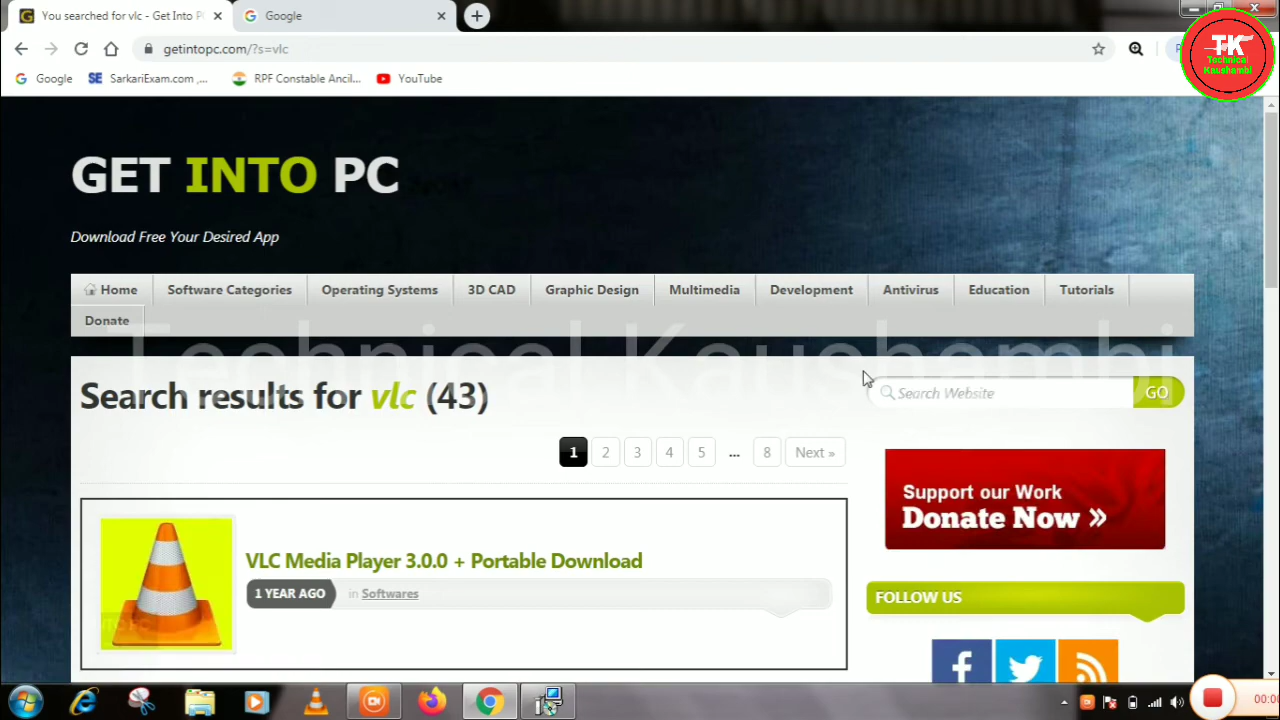 You searched for vlc - Get Into P
Google
getintopc.com/?s=vlc
TK
Technical
Kaushambi
Google
SarkariExam.com ,...
RPF Constable Ancil...
YouTube
GET INTO PC
Download Free Your Desired App
Home
Software Categories
Operating Systems
3D CAD
Graphic Design
Multimedia
Development
Antivirus
Education
Tutorials
Donate
Technical Kaushambi
Search results for vlc (43)
Search Website
GO
1 2 3 4 5 ... 8 Next »
Support our Work
Donate Now »
VLC Media Player 3.0.0 + Portable Download
1 YEAR AGO in Softwares
FOLLOW US
00:0